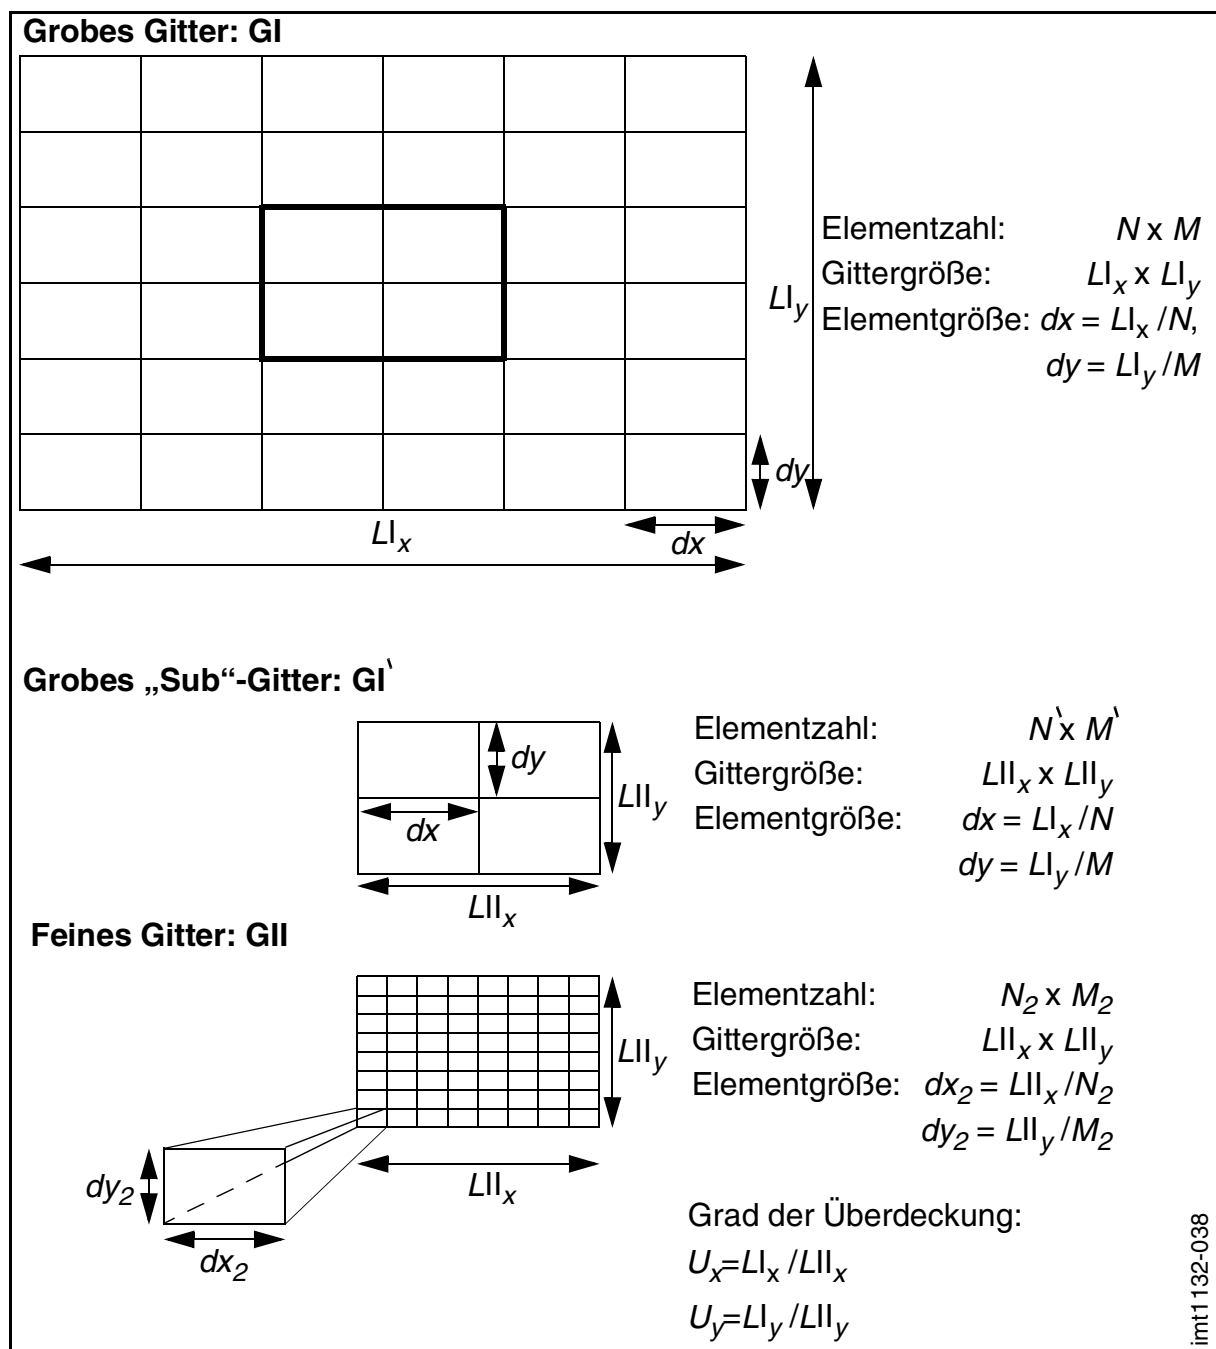 Grobes Gitter: GI
Elementzahl: N x M
Gittergröße: LI_x x LI_y
LI_y
Elementgröße: dx = LI_x /N,
dy = LI_y /M
dy
LI_x
dx
Grobes „Sub“-Gitter: GI`
Elementzahl: N` x M`
dy
Gittergröße: LII_x x LII_y
LII_y
dx
Elementgröße: dx = LI_x /N
dy = LI_y /M
LII_x
Feines Gitter: GII
Elementzahl: N_2 x M_2
Gittergröße: LII_x x LII_y
LII_y
Elementgröße: dx_2 = LII_x /N_2
dy_2 = LII_y /M_2
dy_2
LII_x
dx_2
Grad der Überdeckung:
U_x=LI_x /LII_x
U_y=LI_y /LII_y
imt1132-038